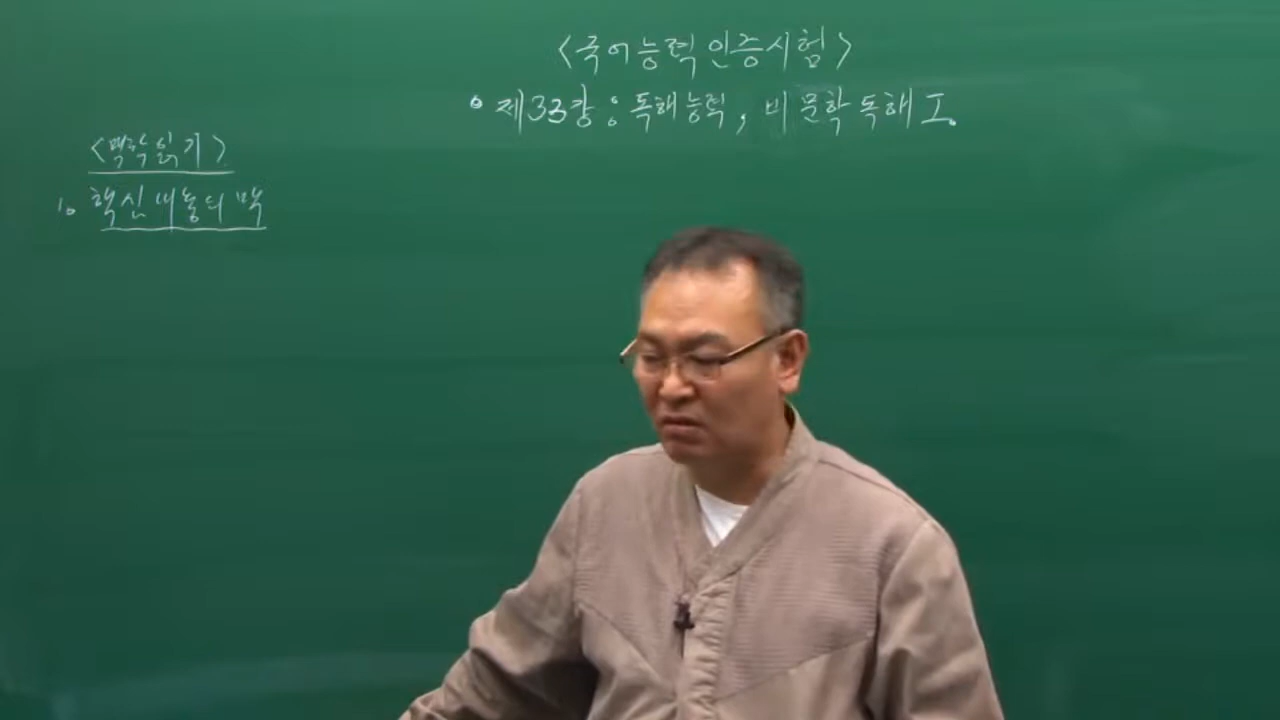 <국어능력인증시험>
• 제33강 : 독해능력, 비문학독해 I.
<맥락읽기>
1. 핵심내용의 맥